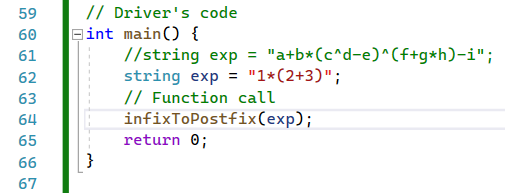 59 // Driver's code
60 int main() {
61 //string exp = "a+b*(c^d-e)^(f+g*h)-i";
62 string exp = "1*(2+3)";
63 // Function call
64 infixToPostfix(exp);
65 return 0;
66 }
67